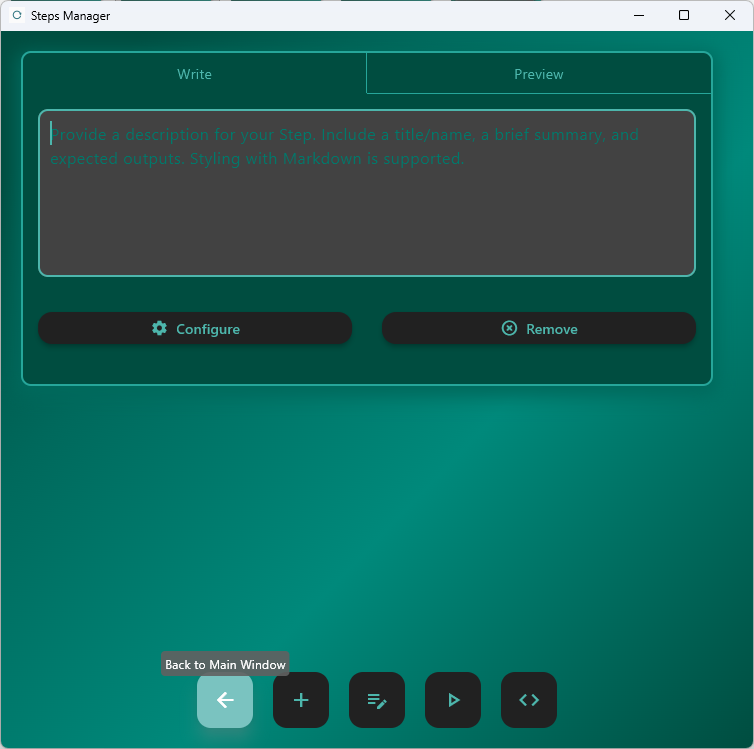 Steps Manager
Write
Preview
Provide a description for your Step. Include a title/name, a brief summary, and
expected outputs. Styling with Markdown is supported.
Configure
Remove
Back to Main Window